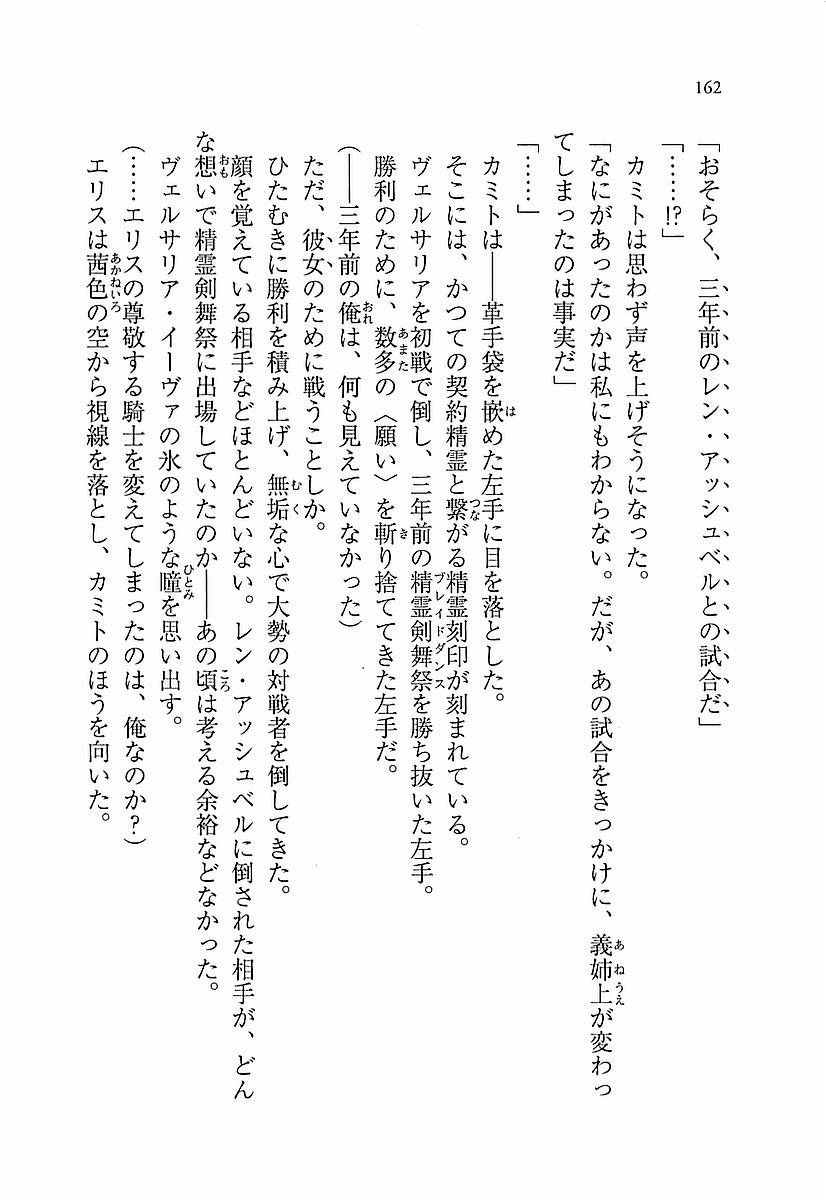 162
「おそらく、三年前のレン・アッシュベルとの試合だ」
「……!?」
カミトは思わず声を上げそうになった。
「なにがあったのかは私にもわからない。だが、あの試合をきっかけに、義姉上が変わっ
てしまったのは事実だ」
「……」
カミトは――革手袋を嵌めた左手に目を落とした。
そこには、かつての契約精霊と繋がる精霊刻印が刻まれている。
ヴェルサリアを初戦で倒し、三年前の精霊剣舞祭を勝ち抜いた左手。
勝利のために、数多の〈願い〉を斬り捨ててきた左手だ。
(――三年前の俺は、何も見えていなかった)
ただ、彼女のために戦うことしか。
ひたむきに勝利を積み上げ、無垢な心で大勢の対戦者を倒してきた。
顔を覚えている相手などほとんどいない。レン・アッシュベルに倒された相手が、どん
な想いで精霊剣舞祭に出場していたのか――あの頃は考える余裕などなかった。
ヴェルサリア・イーヴァの氷のような瞳を思い出す。
(……エリスの尊敬する騎士を変えてしまったのは、俺なのか?)
エリスは茜色の空から視線を落とし、カミトのほうを向いた。